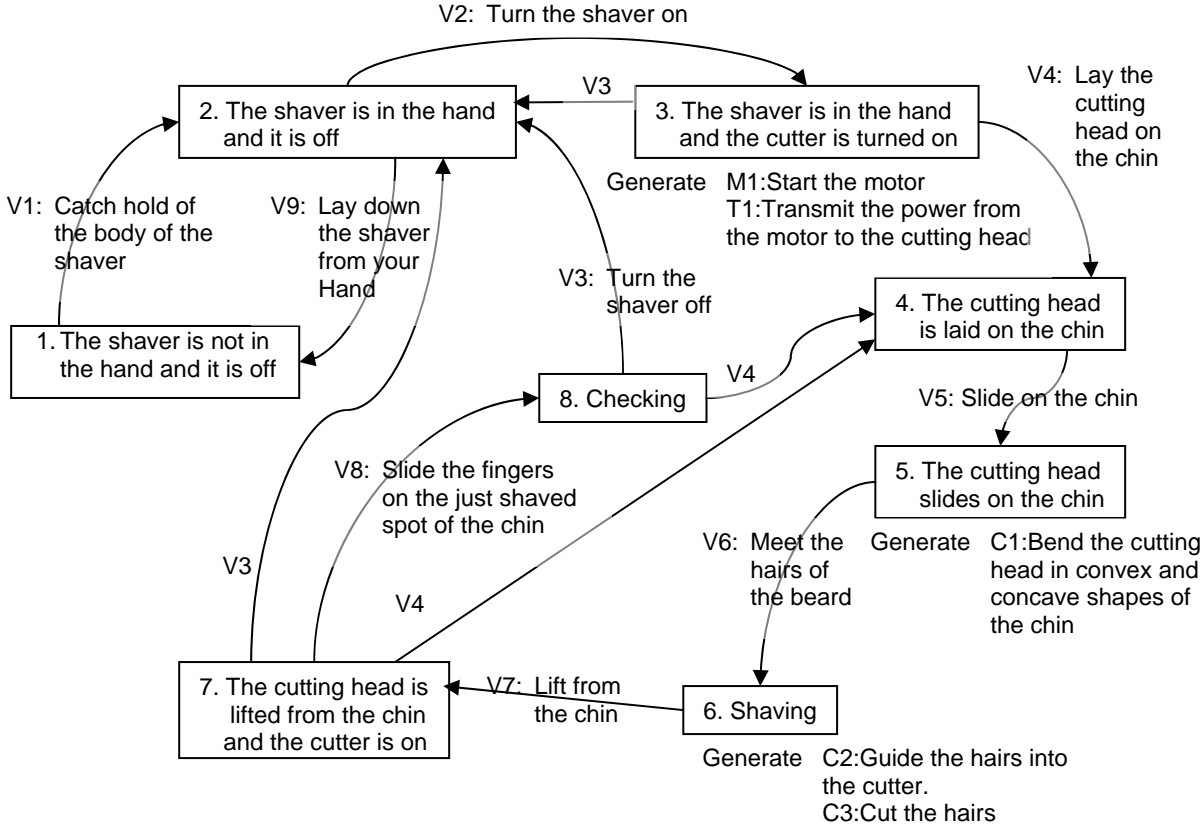 V2: Turn the shaver on
2. The shaver is in the hand
and it is off
V3
3. The shaver is in the hand
and the cutter is turned on
V4: Lay the
cutting
head on
the chin
Generate M1:Start the motor
T1:Transmit the power from
the motor to the cutting head
V1: Catch hold of
the body of the
shaver
V9: Lay down
the shaver
from your
Hand
V3: Turn the
shaver off
4. The cutting head
is laid on the chin
1. The shaver is not in
the hand and it is off
V4
8. Checking
V5: Slide on the chin
V8: Slide the fingers
on the just shaved
spot of the chin
5. The cutting head
slides on the chin
V6: Meet the
hairs of
the beard
Generate C1:Bend the cutting
head in convex and
concave shapes of
the chin
V3
V4
7. The cutting head is
lifted from the chin
and the cutter is on
V7: Lift from
the chin
6. Shaving
Generate C2:Guide the hairs into
the cutter.
C3:Cut the hairs